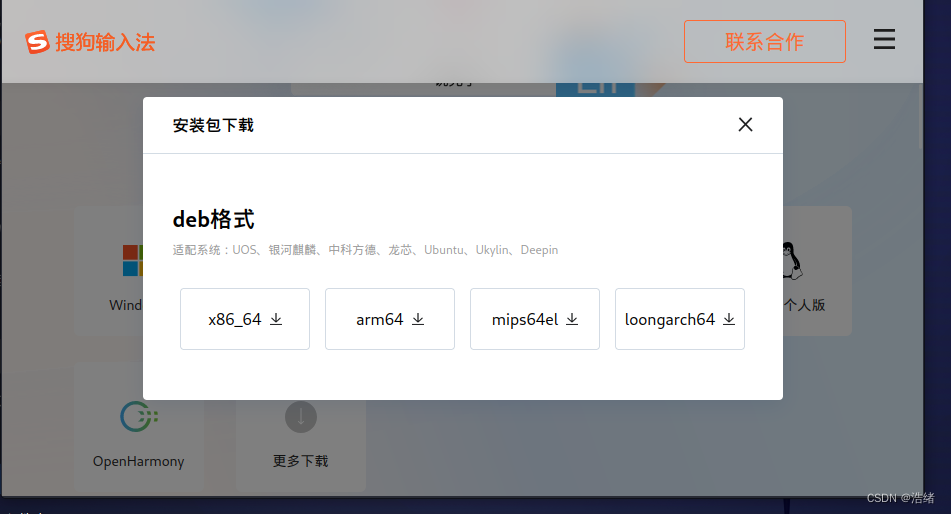 搜狗输入法
联系合作
En
安装包下载
deb格式
适配系统：UOS、银河麒麟、中科方德、龙芯、Ubuntu、Ukylin、Deepin
x86_64
arm64
mips64el
loongarch64
Wind
个人版
OpenHarmony
更多下载
CSDN @浩绪